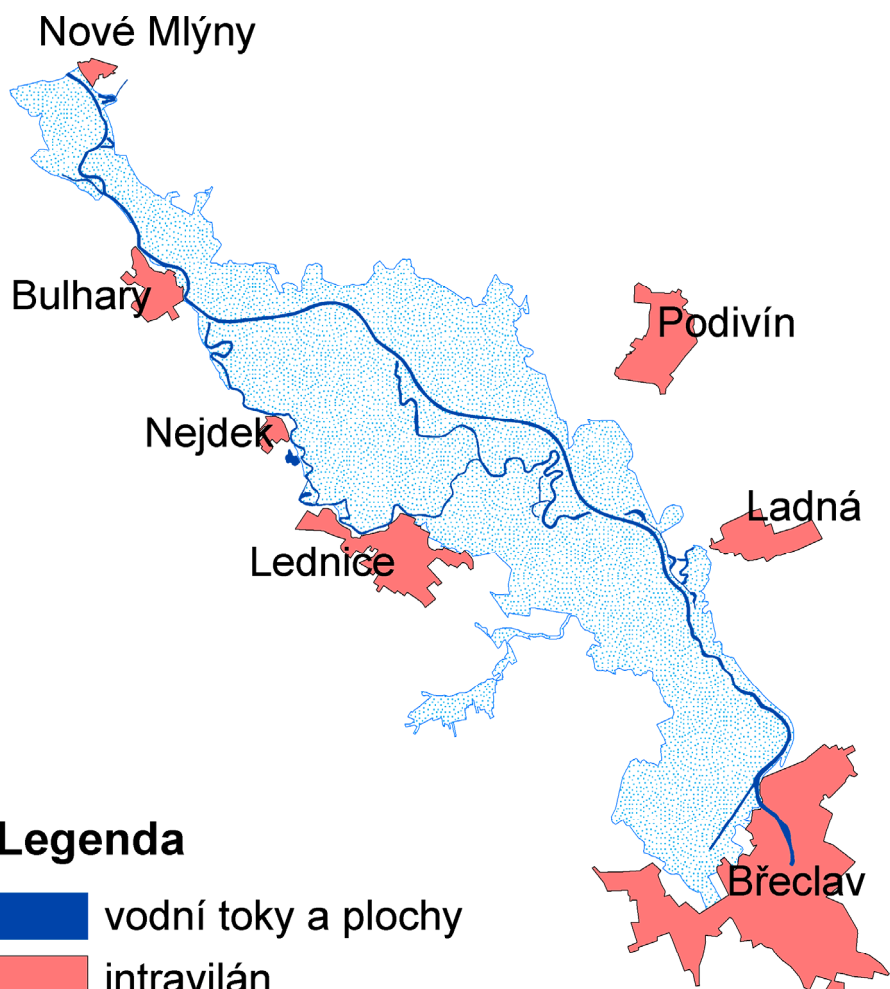 Nové Mlýny
Bulhary
Podivín
Nejdek
Ladná
Lednice
Břeclav
Legenda
vodní toky a plochy
intravilán